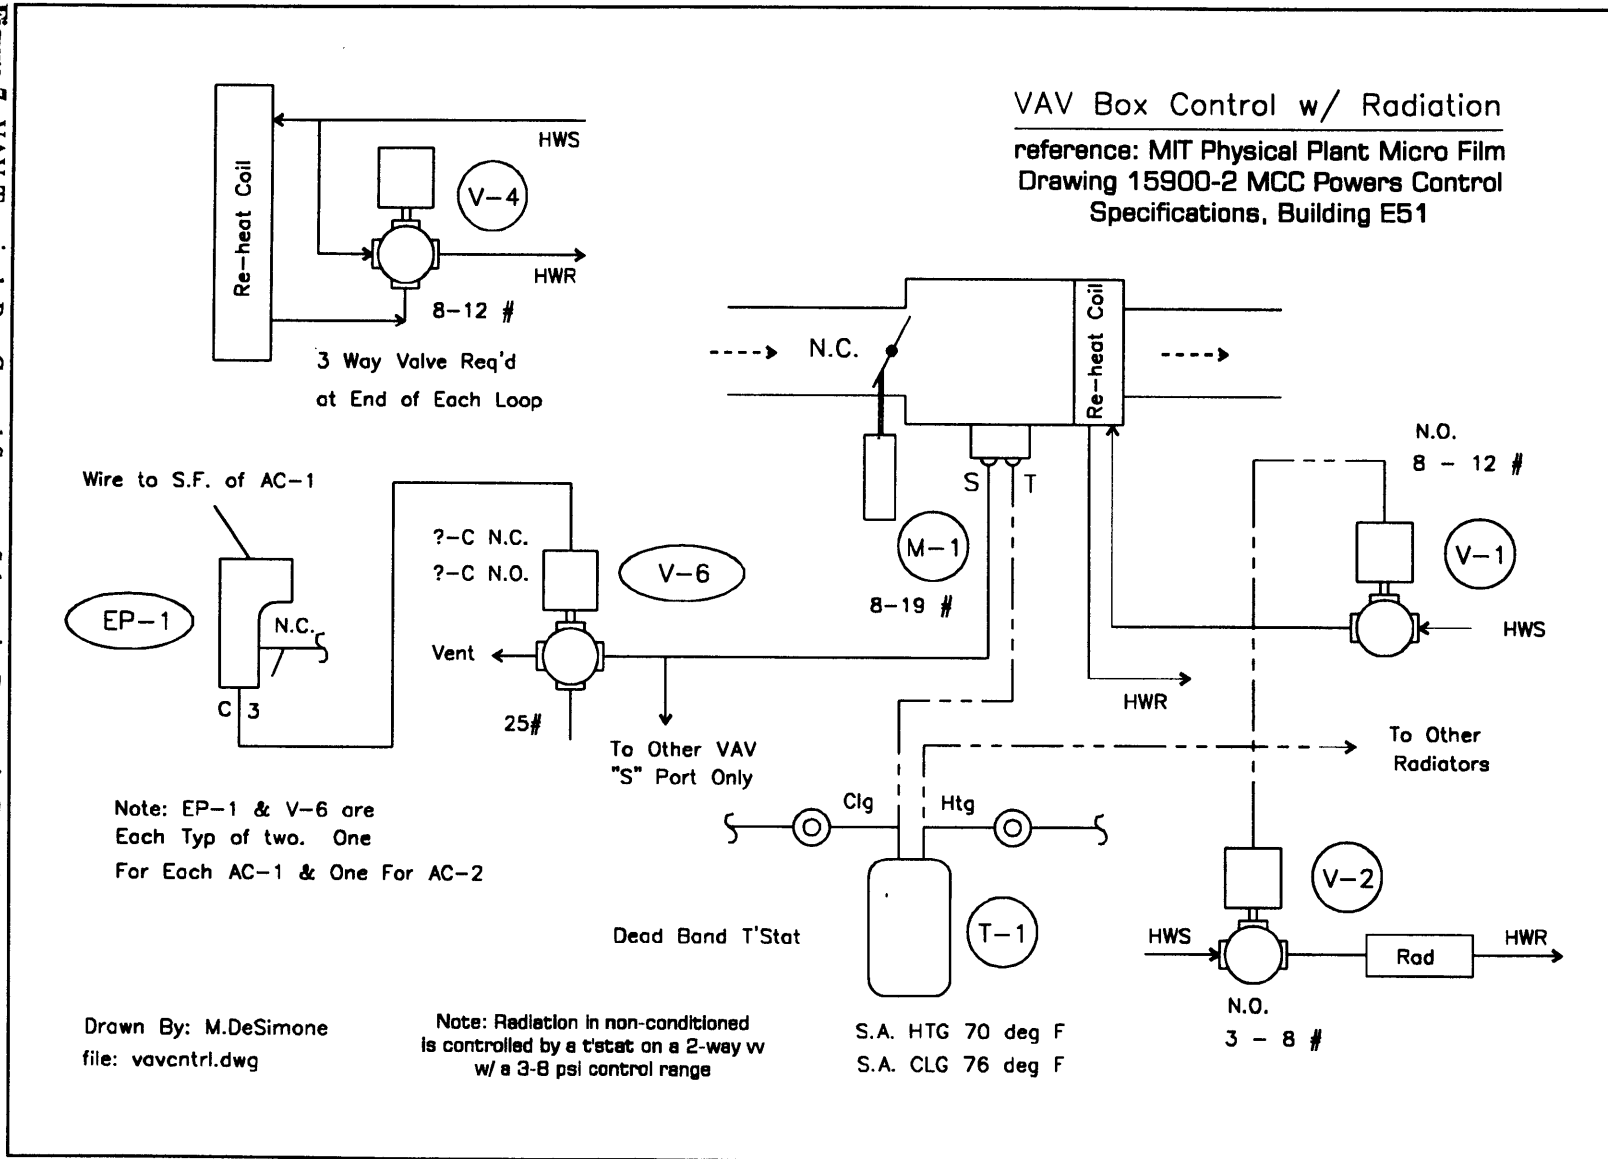 VAV Box Control w/ Radiation
reference: MIT Physical Plant Micro Film
Drawing 15900-2 MCC Powers Control
Specifications, Building E51
Re-heat Coil
HWS
V-4
HWR
8-12 #
3 Way Valve Req'd
at End of Each Loop
N.C.
Re-heat Coil
S T
M-1
8-19 #
N.O.
8 - 12 #
V-1
HWS
HWR
Wire to S.F. of AC-1
EP-1
N.C.
C 3
?-C N.C.
?-C N.O.
V-6
Vent
25#
To Other VAV
"S" Port Only
To Other
Radiators
Note: EP-1 & V-6 are
Each Typ of two. One
For Each AC-1 & One For AC-2
Clg
Htg
Dead Band T'Stat
T-1
V-2
HWS
Rad
HWR
N.O.
3 - 8 #
S.A. HTG 70 deg F
S.A. CLG 76 deg F
Drawn By: M.DeSimone
file: vavcntrl.dwg
Note: Radiation in non-conditioned
is controlled by a t'stat on a 2-way vv
w/ a 3-8 psi control range